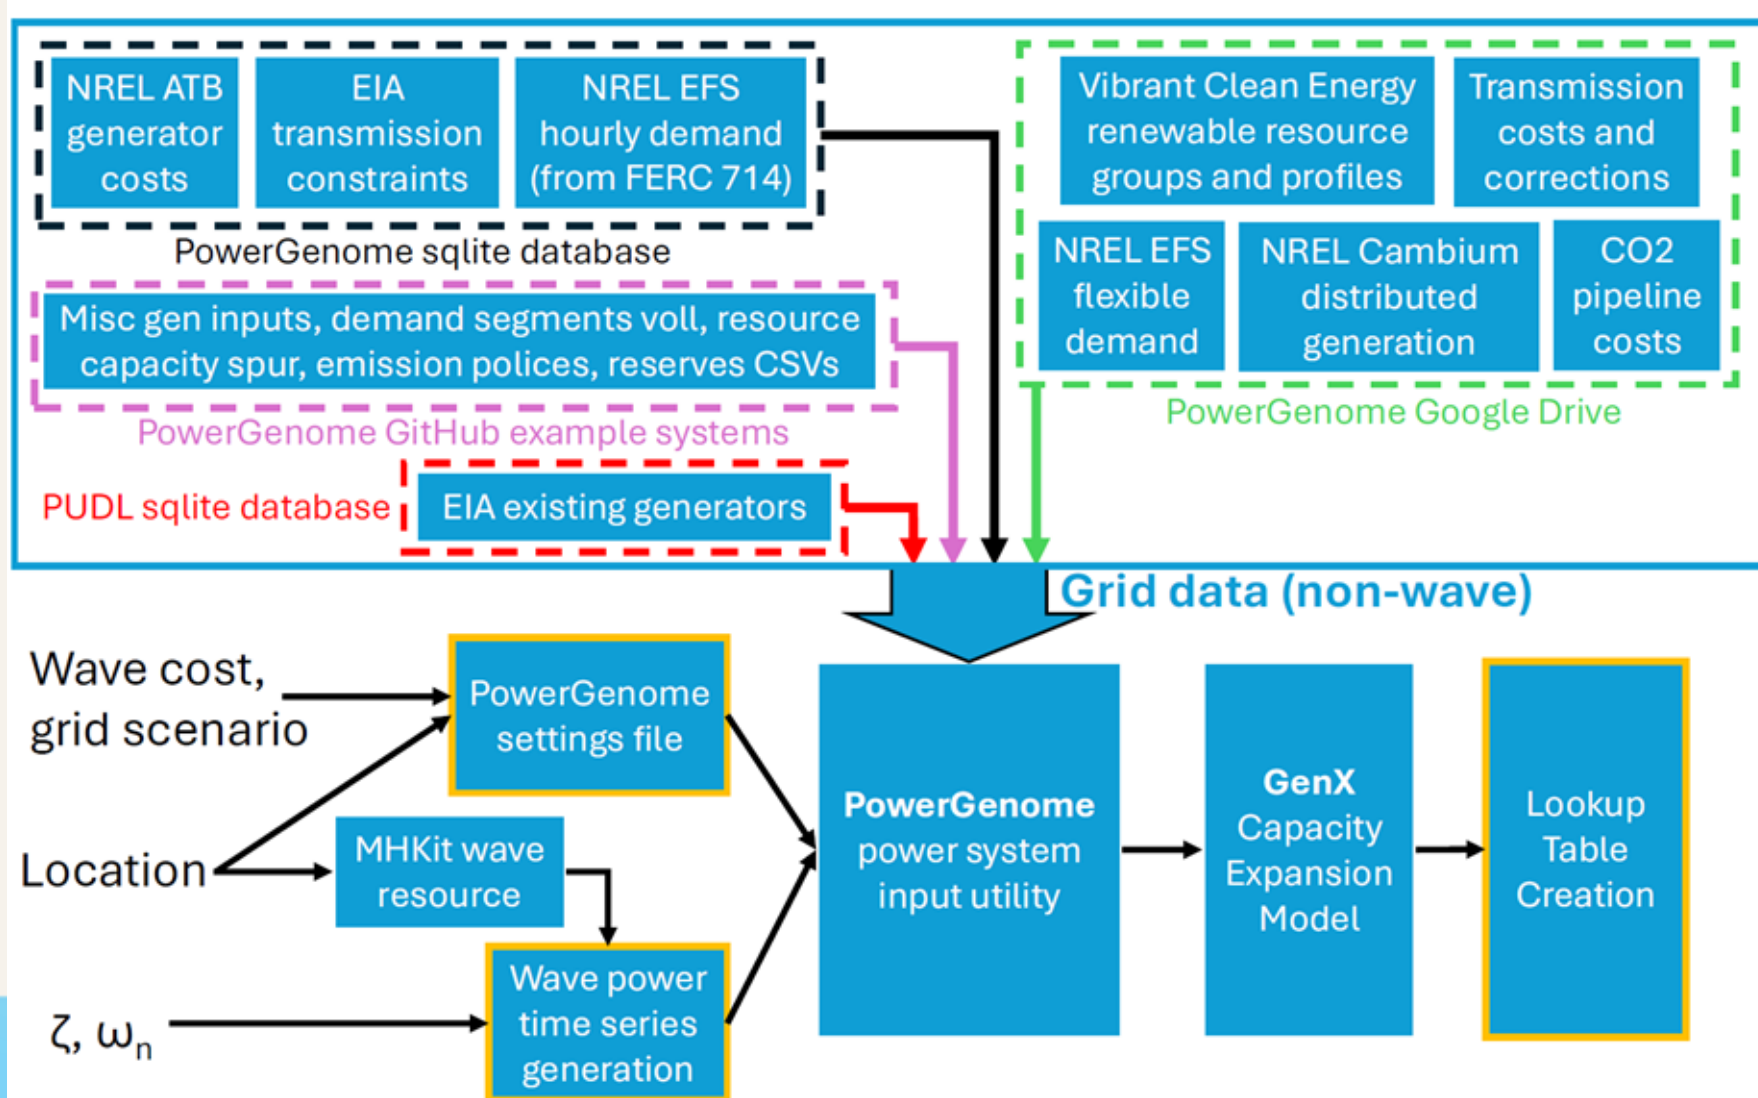 NREL ATB
generator
costs
EIA
transmission
constraints
NREL EFS
hourly demand
(from FERC 714)
PowerGenome sqlite database
Vibrant Clean Energy
renewable resource
groups and profiles
Transmission
costs and
corrections
NREL EFS
flexible
demand
NREL Cambium
distributed
generation
CO2
pipeline
costs
PowerGenome Google Drive
Misc gen inputs, demand segments voll, resource
capacity spur, emission polices, reserves CSVs
PowerGenome GitHub example systems
PUDL sqlite database
EIA existing generators
Grid data (non-wave)
Wave cost,
grid scenario
PowerGenome
settings file
Location
MHKit wave
resource
ζ, ωn
Wave power
time series
generation
PowerGenome
power system
input utility
GenX
Capacity
Expansion
Model
Lookup
Table
Creation